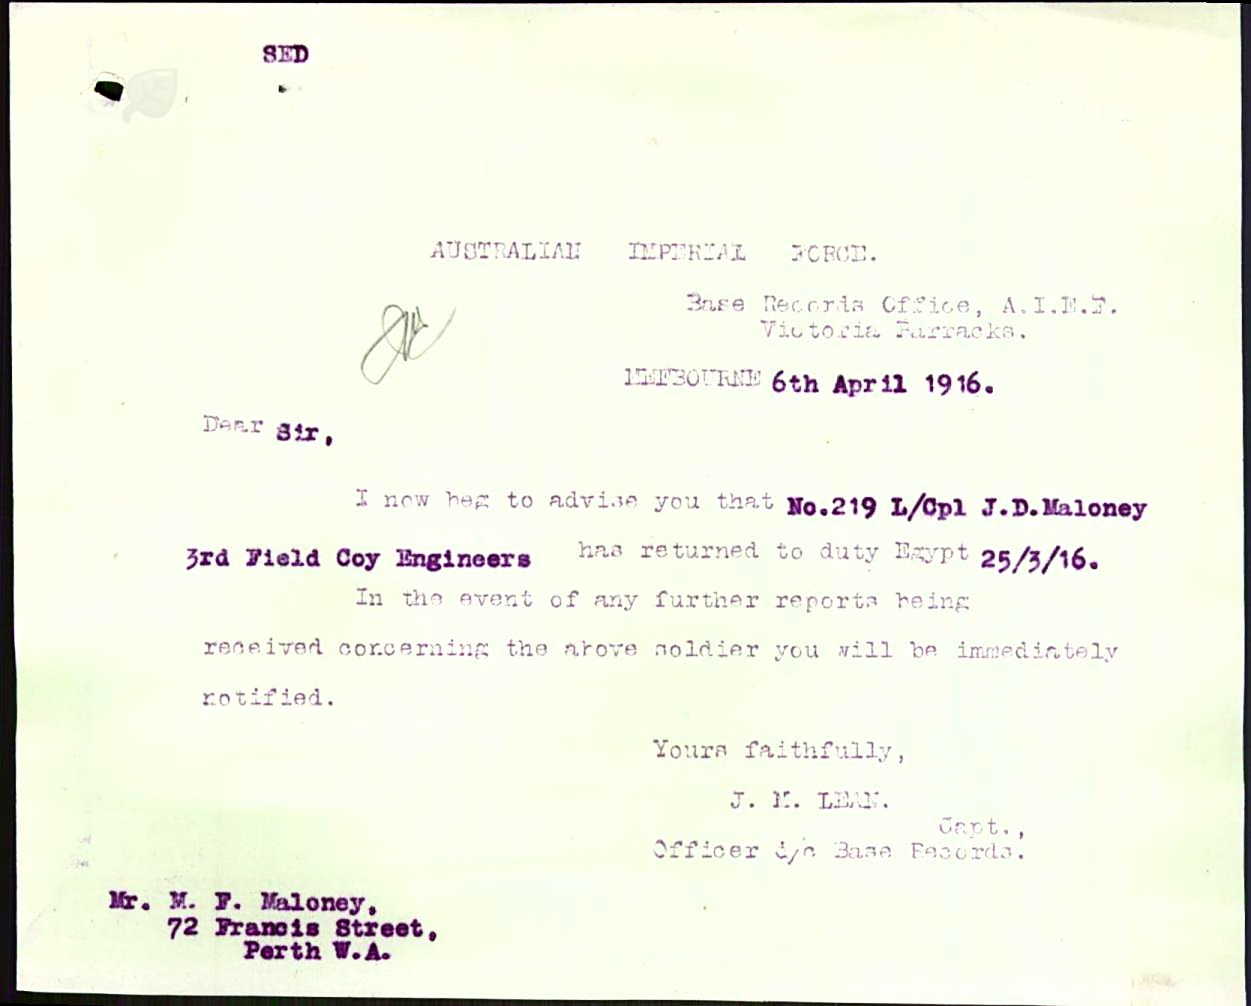 SED
AUSTRALIAN IMPERIAL FORCE.
Base Records Office, A.I.E.F.
Victoria Barracks.
MELBOURNE 6th April 1916.
Dear Sir,
I now beg to advise you that No.219 L/Cpl J.D.Maloney
3rd Field Coy Engineers has returned to duty Egypt 25/3/16.
In the event of any further reports being
received concerning the above soldier you will be immediately
notified.
Yours faithfully,
J. M. LEAN.
Capt.,
Officer i/c Base Records.
Mr. M. F. Maloney,
72 Francis Street,
Perth W.A.